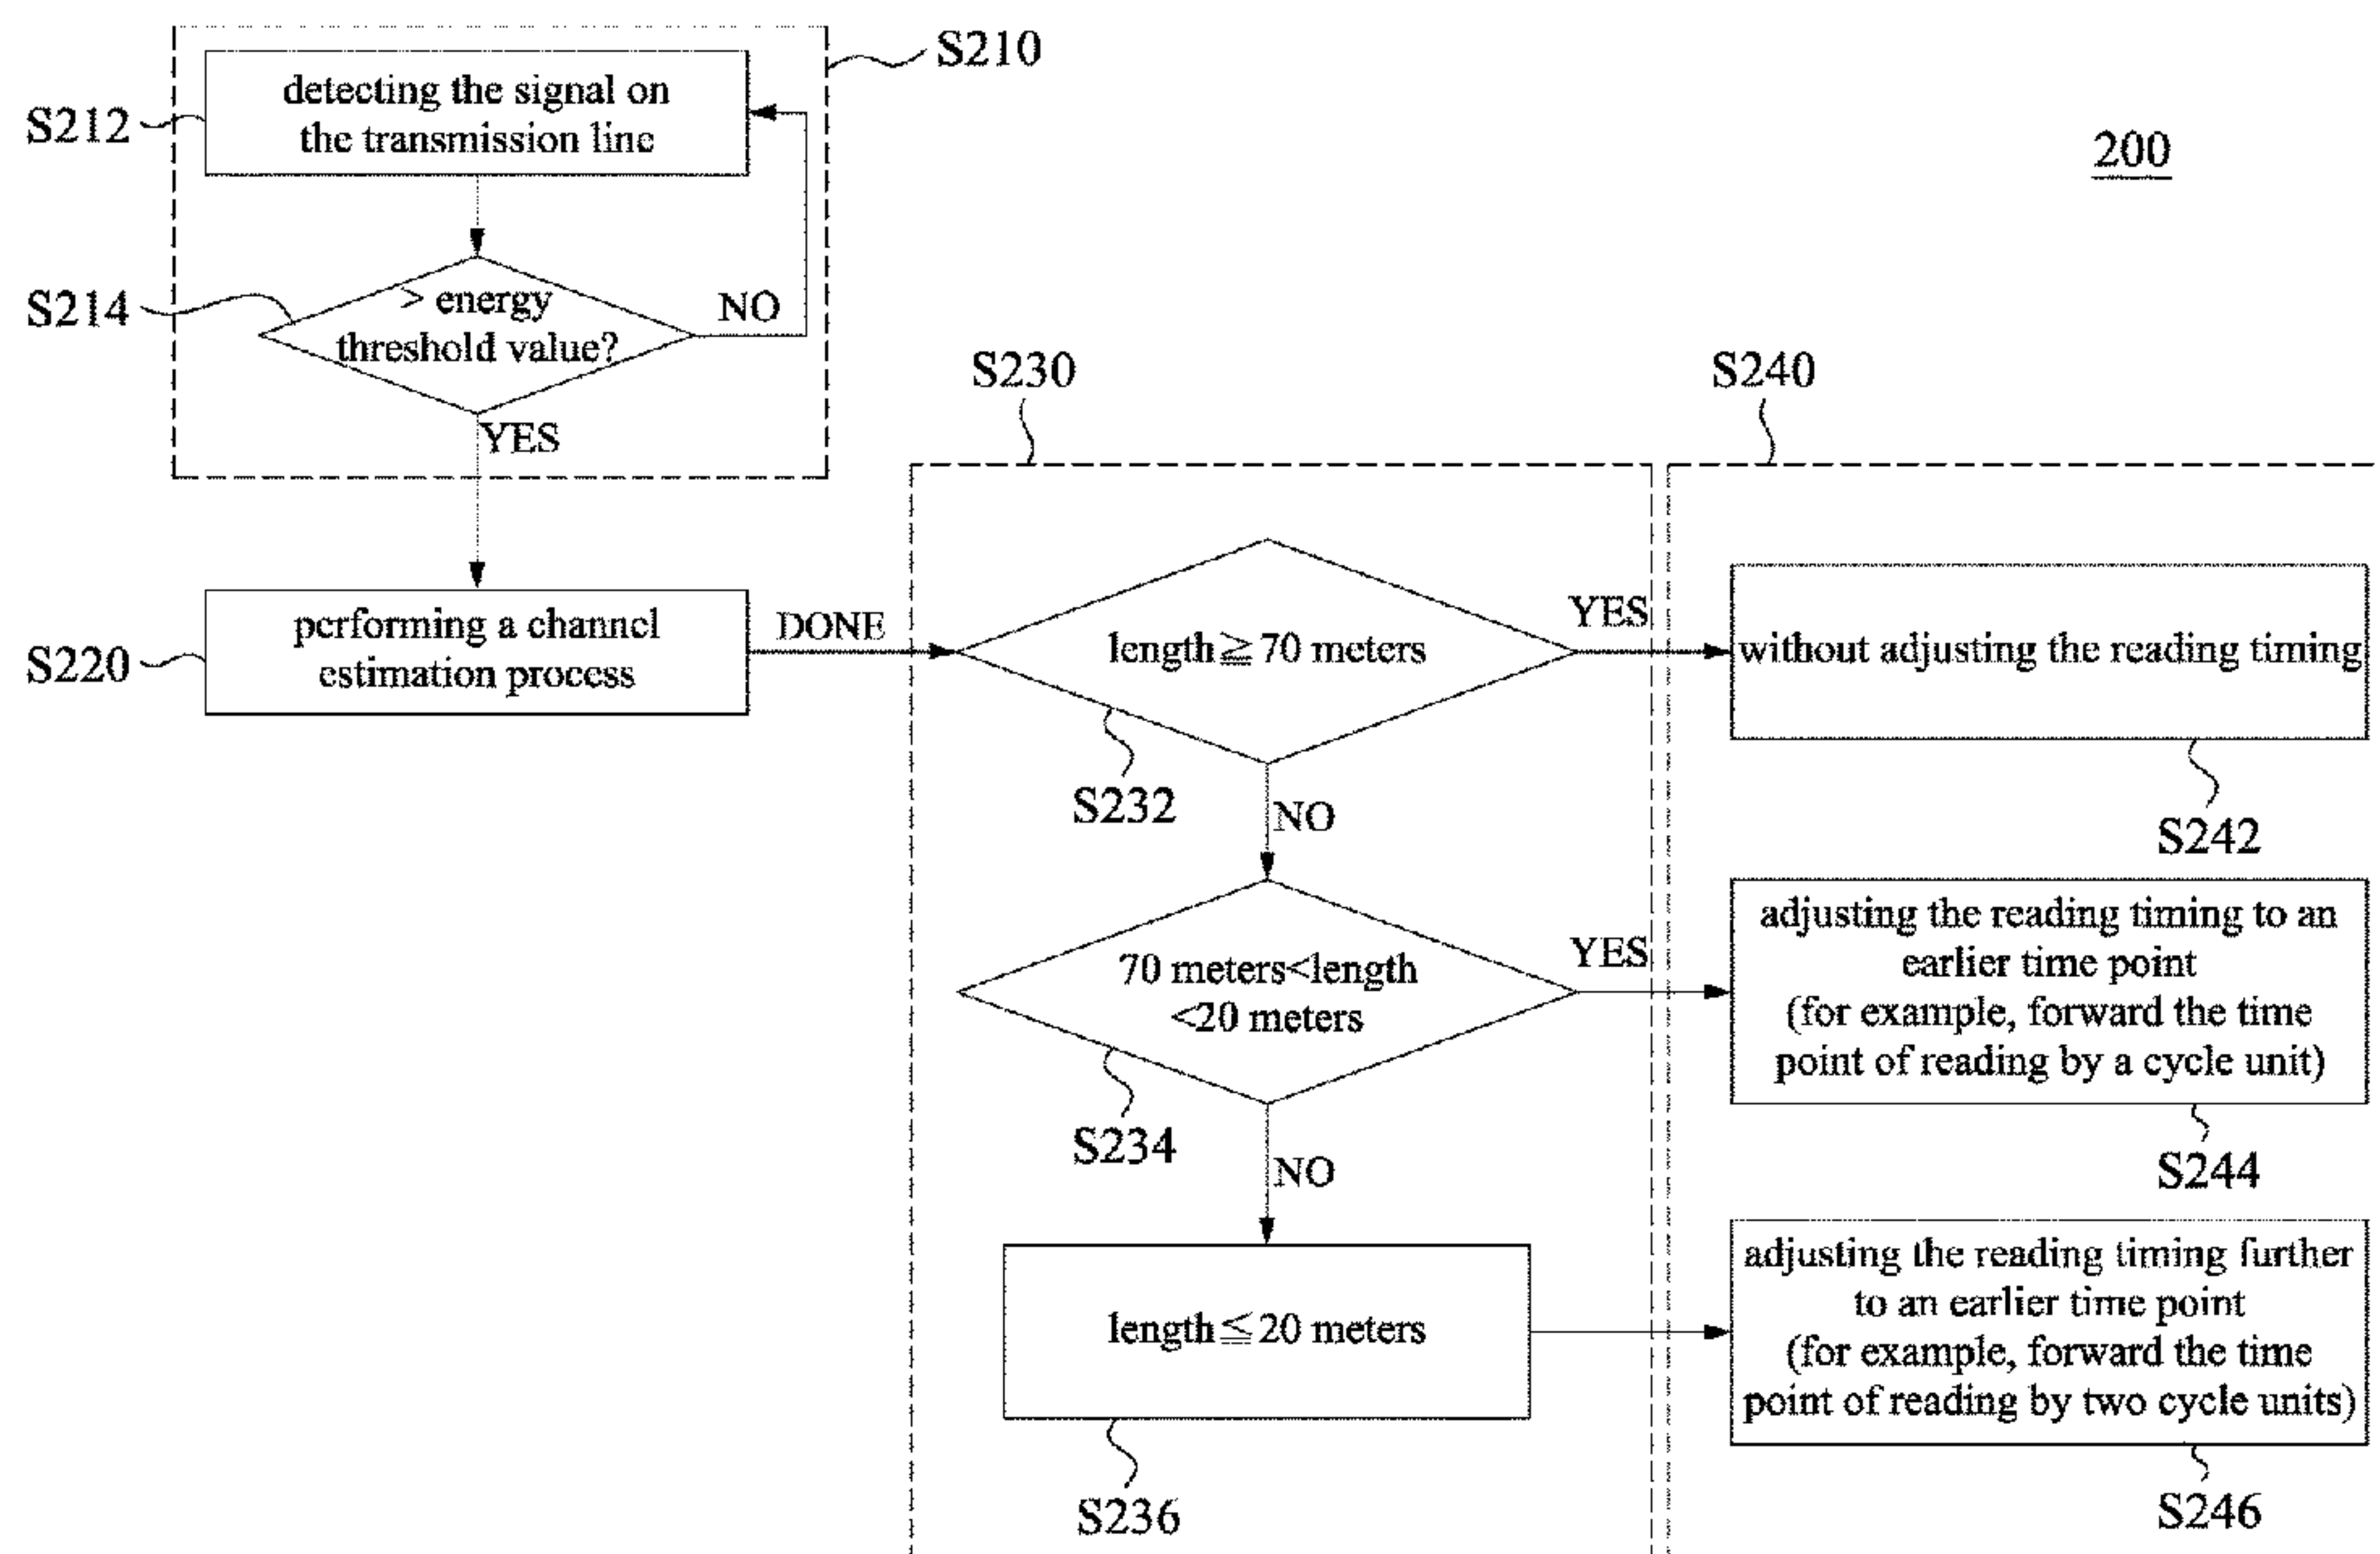 S210
detecting the signal on
the transmission line
S212
200
> energy
threshold value?
S214
NO
YES
S230
S240
performing a channel
estimation process
S220
DONE
length≧70 meters
YES
without adjusting the reading timing
S232
NO
S242
70 meters<length
<20 meters
YES
adjusting the reading timing to an
earlier time point
(for example, forward the time
point of reading by a cycle unit)
S234
NO
S244
length≦20 meters
adjusting the reading timing further
to an earlier time point
(for example, forward the time
point of reading by two cycle units)
S236
S246